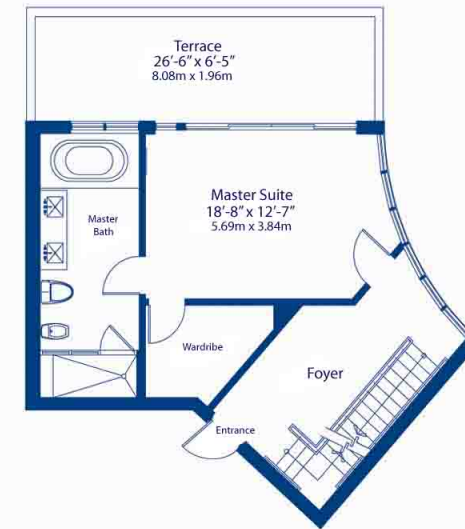 Terrace
26'-6" x 6'-5"
8.08m x 1.96m
Master Suite
18'-8" x 12'-7"
5.69m x 3.84m
Master
Bath
Wardribe
Foyer
Entrance